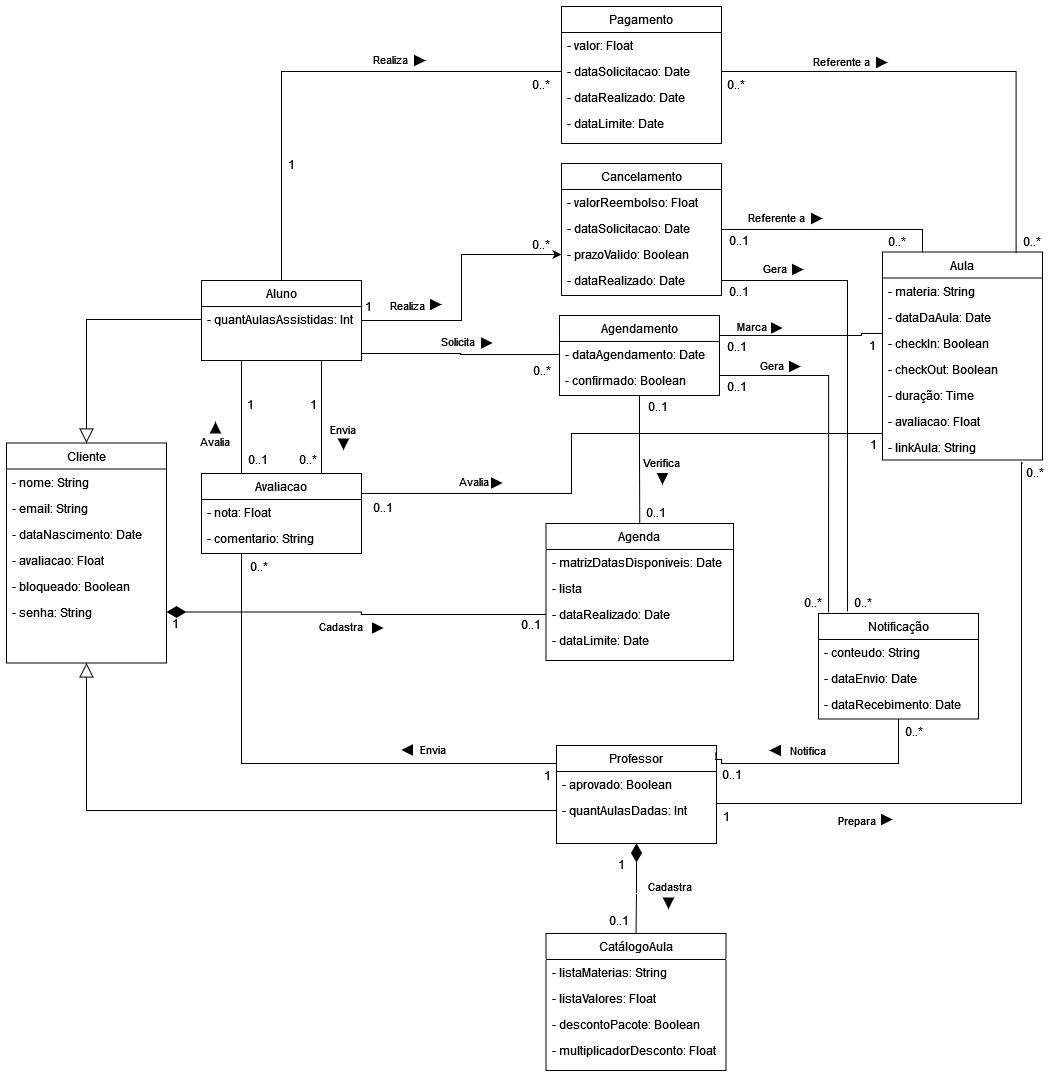 Pagamento
- valor: Float
- dataSolicitacao: Date
- dataRealizado: Date
- dataLimite: Date
Realiza
0..*
1
Referente a
0..*
0..*
Cancelamento
- valorReembolso: Float
- dataSolicitacao: Date
- prazoValido: Boolean
- dataRealizado: Date
Referente a
0..1
0..*
Gera
0..1
0..*
1
Realiza
Aluno
- quantAulasAssistidas: Int
Solicita
0..*
Agendamento
- dataAgendamento: Date
- confirmado: Boolean
Marca
0..1
1
Gera
0..1
0..1
Aula
- materia: String
- dataDaAula: Date
- checkIn: Boolean
- checkOut: Boolean
- duração: Time
- avaliacao: Float
- linkAula: String
1
0..*
1
1
Avalia
Envia
0..1
0..*
Cliente
- nome: String
- email: String
- dataNascimento: Date
- avaliacao: Float
- bloqueado: Boolean
- senha: String
Avaliacao
- nota: Float
- comentario: String
Avalia
0..1
0..*
Verifica
0..1
Agenda
- matrizDatasDisponiveis: Date
- lista
- dataRealizado: Date
- dataLimite: Date
1
Cadastra
0..1
0..*
0..*
Notificação
- conteudo: String
- dataEnvio: Date
- dataRecebimento: Date
0..*
Notifica
0..1
Envia
1
Professor
- aprovado: Boolean
- quantAulasDadas: Int
1
Prepara
1
Cadastra
0..1
CatálogoAula
- listaMaterias: String
- listaValores: Float
- descontoPacote: Boolean
- multiplicadorDesconto: Float